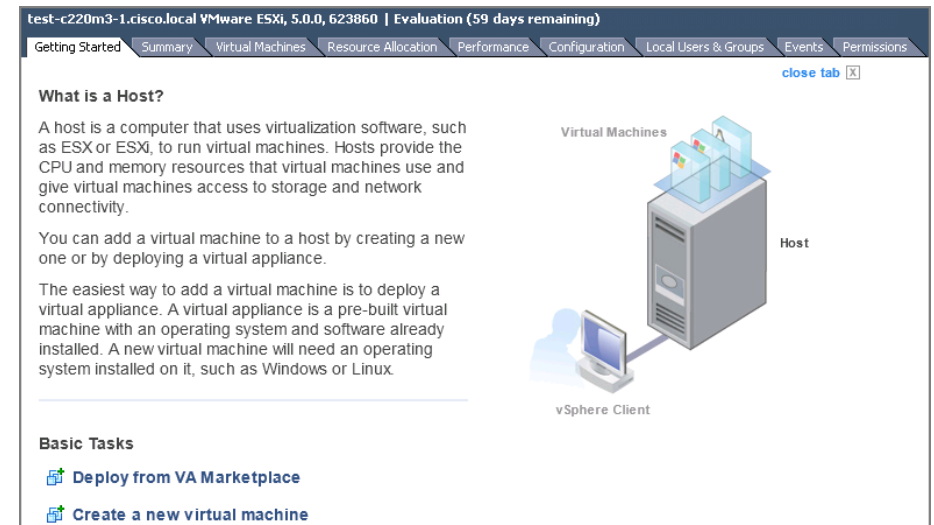 test-c220m3-1.cisco.local VMware ESXi, 5.0.0, 623860 | Evaluation (59 days remaining)
Getting Started Summary Virtual Machines Resource Allocation Performance Configuration Local Users & Groups Events Permissions
close tab X
What is a Host?
A host is a computer that uses virtualization software, such
as ESX or ESXi, to run virtual machines. Hosts provide the
CPU and memory resources that virtual machines use and
give virtual machines access to storage and network
connectivity.
You can add a virtual machine to a host by creating a new
one or by deploying a virtual appliance.
The easiest way to add a virtual machine is to deploy a
virtual appliance. A virtual appliance is a pre-built virtual
machine with an operating system and software already
installed. A new virtual machine will need an operating
system installed on it, such as Windows or Linux.
Virtual Machines
Host
vSphere Client
Basic Tasks
Deploy from VA Marketplace
Create a new virtual machine